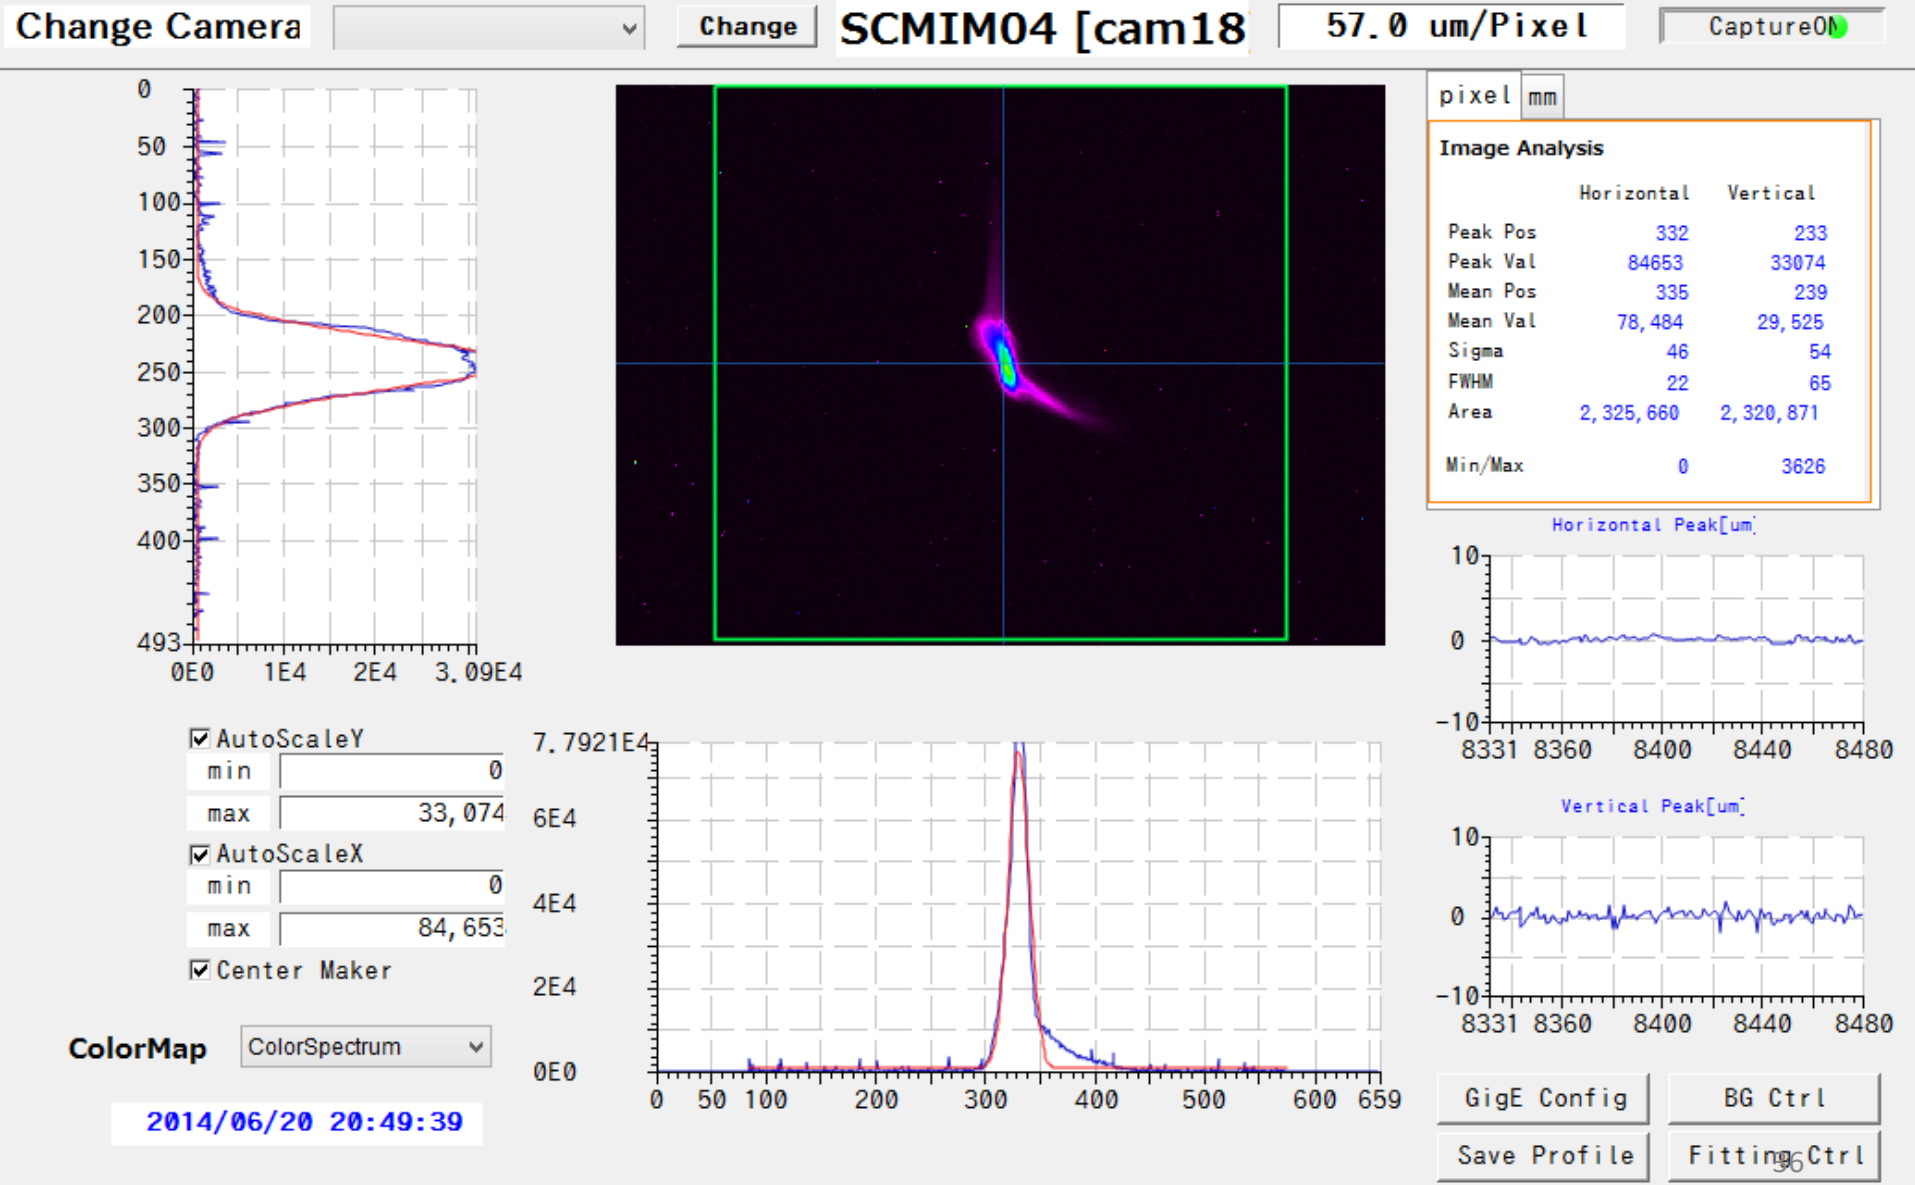 Change Camera
Change
SCMIM04 [cam18]
57.0 um/Pixel
CaptureON
0
50
100
150
200
250
300
350
400
493
0E0 1E4 2E4 3.09E4
pixel mm
Image Analysis
Horizontal Vertical
Peak Pos 332 233
Peak Val 84653 33074
Mean Pos 335 239
Mean Val 78,484 29,525
Sigma 46 54
FWHM 22 65
Area 2,325,660 2,320,871
Min/Max 0 3626
Horizontal Peak[um]
10
0
-10
8331 8360 8400 8440 8480
Vertical Peak[um]
10
0
-10
8331 8360 8400 8440 8480
AutoScaleY
min 0
max 33,074
AutoScaleX
min 0
max 84,653
Center Maker
ColorMap ColorSpectrum
2014/06/20 20:49:39
7.7921E4
6E4
4E4
2E4
0E0
0 50 100 200 300 400 500 600 659
GigE Config BG Ctrl
Save Profile Fitting Ctrl
36